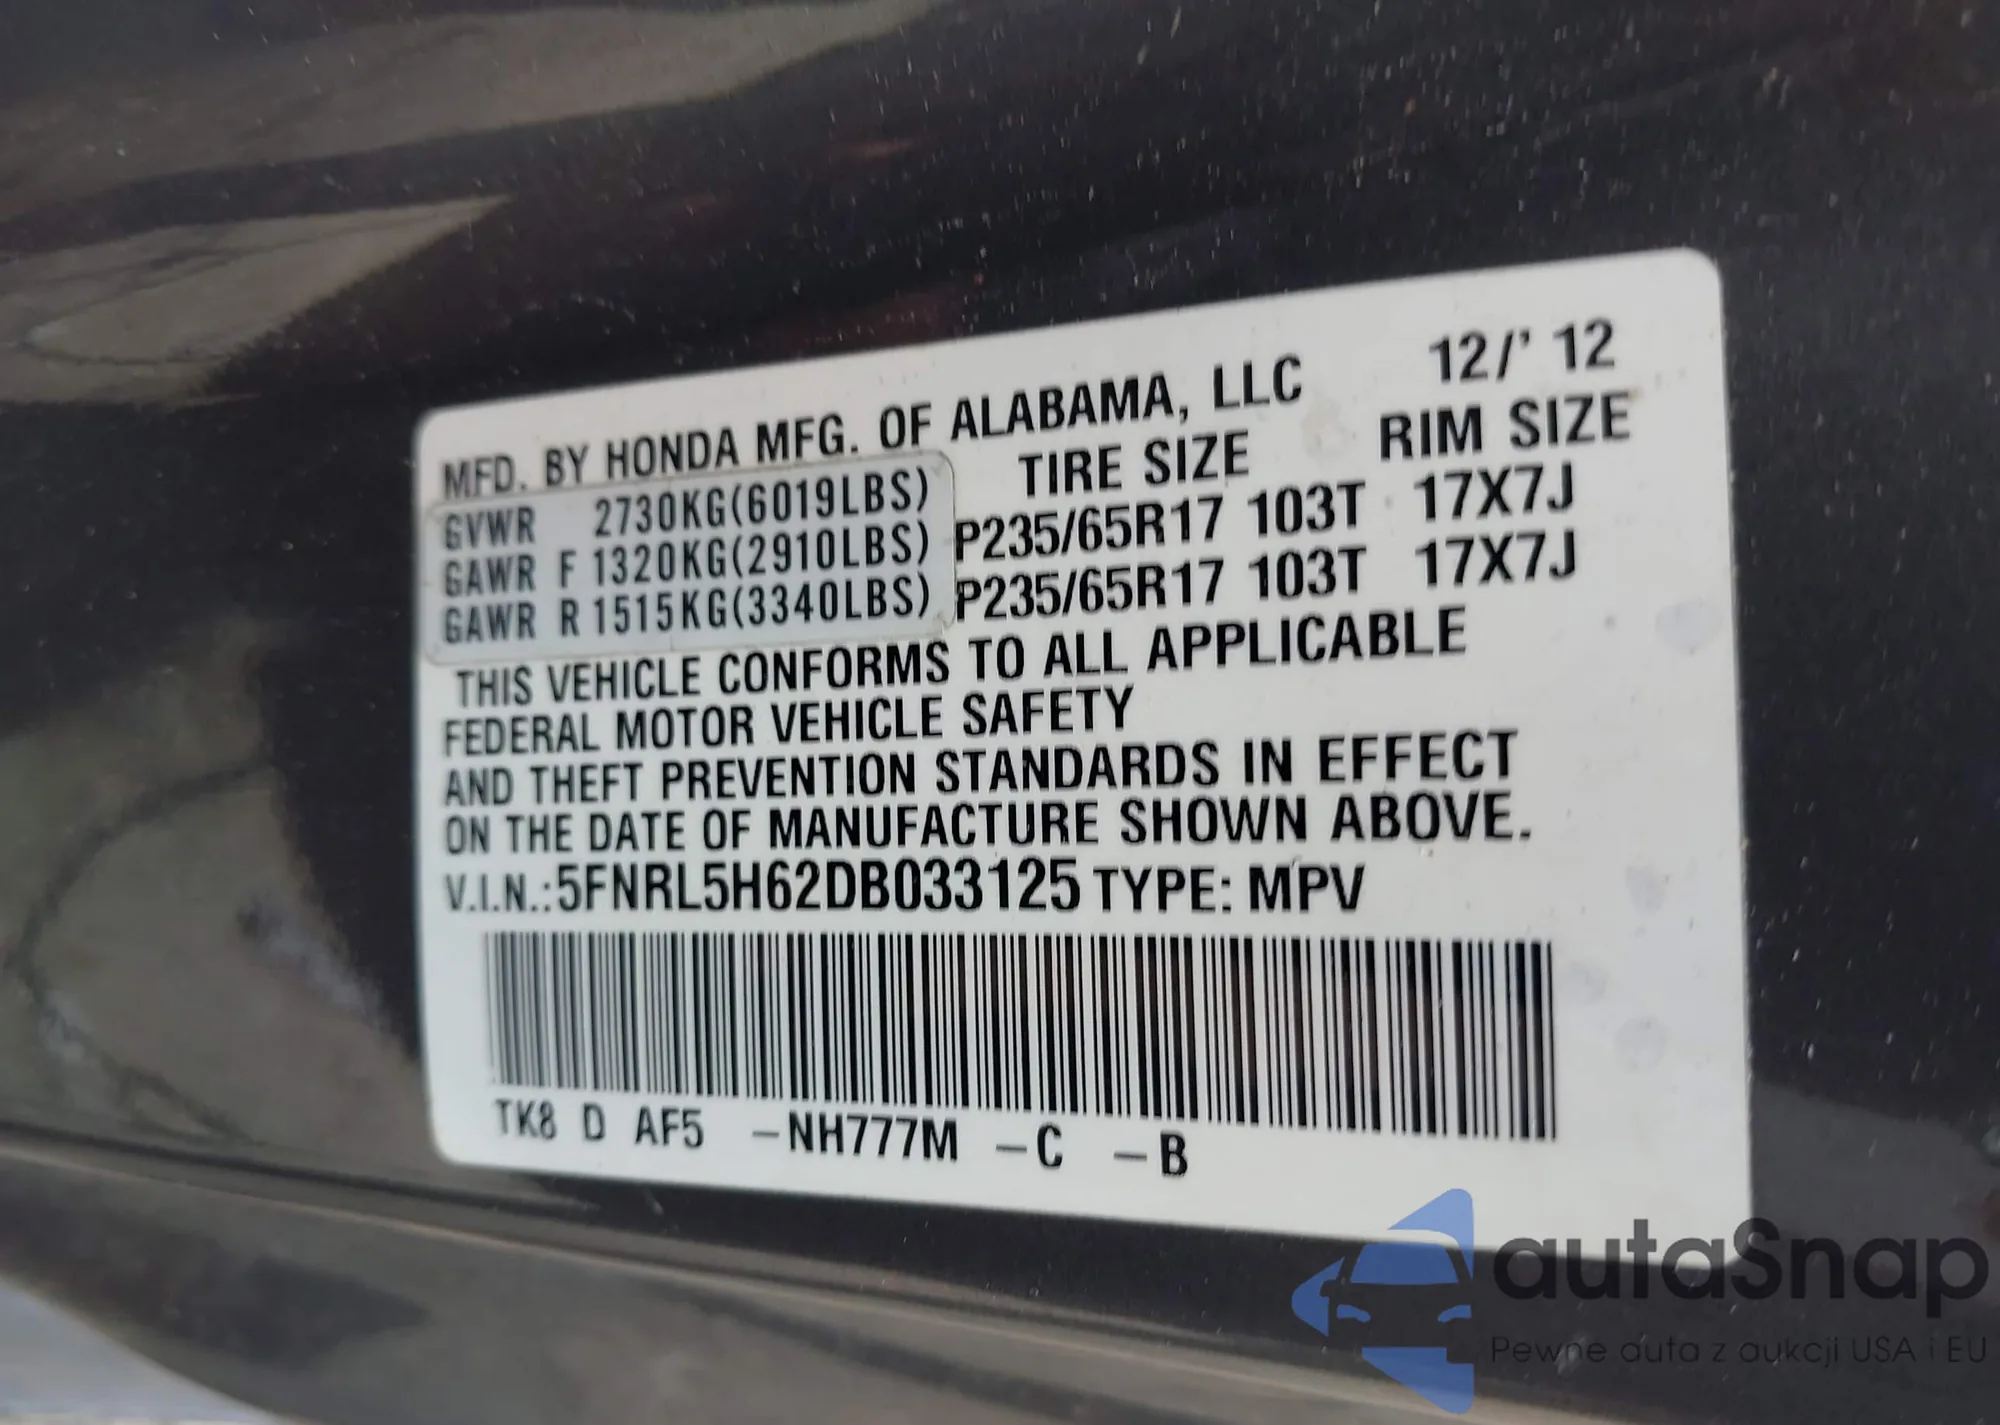 MFD. BY HONDA MFG. OF ALABAMA, LLC 12/' 12
TIRE SIZE RIM SIZE
GVWR 2730KG(6019LBS)
GAWR F 1320KG(2910LBS) P235/65R17 103T 17X7J
GAWR R 1515KG(3340LBS) P235/65R17 103T 17X7J
THIS VEHICLE CONFORMS TO ALL APPLICABLE
FEDERAL MOTOR VEHICLE SAFETY
AND THEFT PREVENTION STANDARDS IN EFFECT
ON THE DATE OF MANUFACTURE SHOWN ABOVE.
V.I.N.:5FNRL5H62DB033125 TYPE: MPV
TK8 D AF5 –NH777M –C –B
autaSnap
Pewne auta z aukcji USA i EU